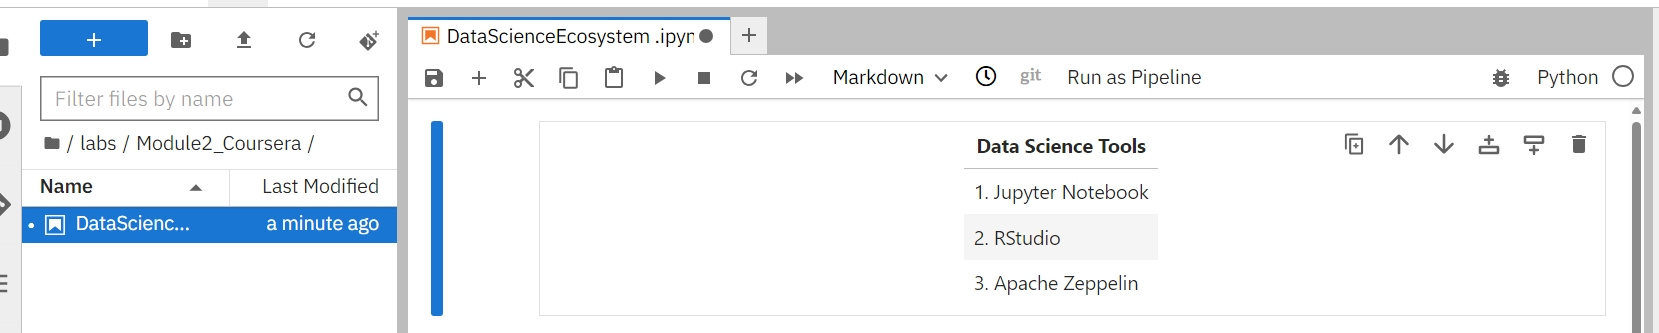 DataScienceEcosystem .ipyn
Filter files by name
Markdown
git
Run as Pipeline
Python
/ labs / Module2_Coursera /
Name
Last Modified
DataScienc...
a minute ago
Data Science Tools
1. Jupyter Notebook
2. RStudio
3. Apache Zeppelin